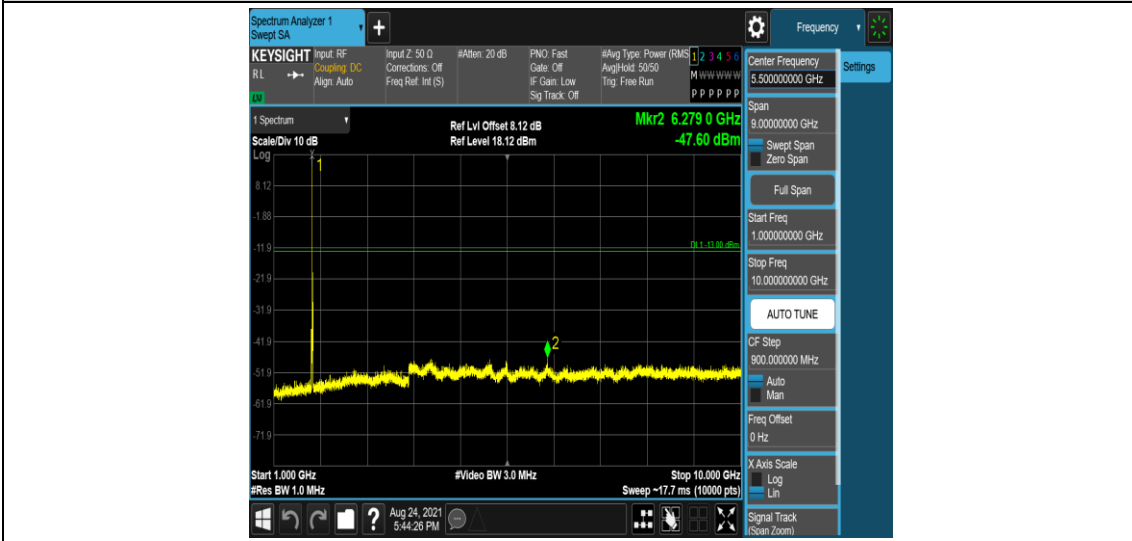 Spectrum Analyzer 1
Swept SA
+
Frequency
KEYSIGHT
RL
LXI
Input: RF
Coupling: DC
Align: Auto
Input Z: 50 Ω
Corrections: Off
Freq Ref: Int (S)
#Atten: 20 dB
PNO: Fast
Gate: Off
IF Gain: Low
Sig Track: Off
#Avg Type: Power (RMS
Avg|Hold: 50/50
Trig: Free Run
1 2 3 4 5 6
M W W W W W
P P P P P P
1 Spectrum
Scale/Div 10 dB
Ref Lvl Offset 8.12 dB
Ref Level 18.12 dBm
Mkr2 6.279 0 GHz
-47.60 dBm
Log
1
8.12
-1.88
-11.9
DL1 -13.00 dBm
-21.9
-31.9
-41.9
2
-51.9
-61.9
-71.9
Start 1.000 GHz
#Video BW 3.0 MHz
Stop 10.000 GHz
#Res BW 1.0 MHz
Sweep ~17.7 ms (10000 pts)
?
Aug 24, 2021
5:44:26 PM
Center Frequency
5.500000000 GHz
Settings
Span
9.00000000 GHz
Swept Span
Zero Span
Full Span
Start Freq
1.000000000 GHz
Stop Freq
10.000000000 GHz
AUTO TUNE
CF Step
900.000000 MHz
Auto
Man
Freq Offset
0 Hz
X Axis Scale
Log
Lin
Signal Track
(Span Zoom)